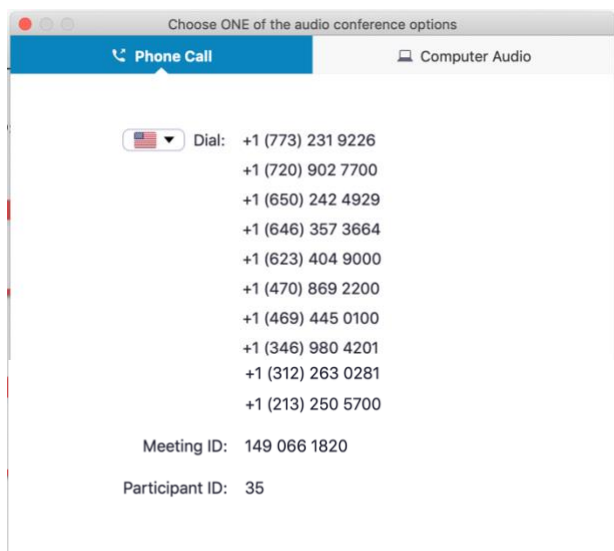 Choose ONE of the audio conference options
Phone Call
Computer Audio
Dial: +1 (773) 231 9226
+1 (720) 902 7700
+1 (650) 242 4929
+1 (646) 357 3664
+1 (623) 404 9000
+1 (470) 869 2200
+1 (469) 445 0100
+1 (346) 980 4201
+1 (312) 263 0281
+1 (213) 250 5700
Meeting ID: 149 066 1820
Participant ID: 35